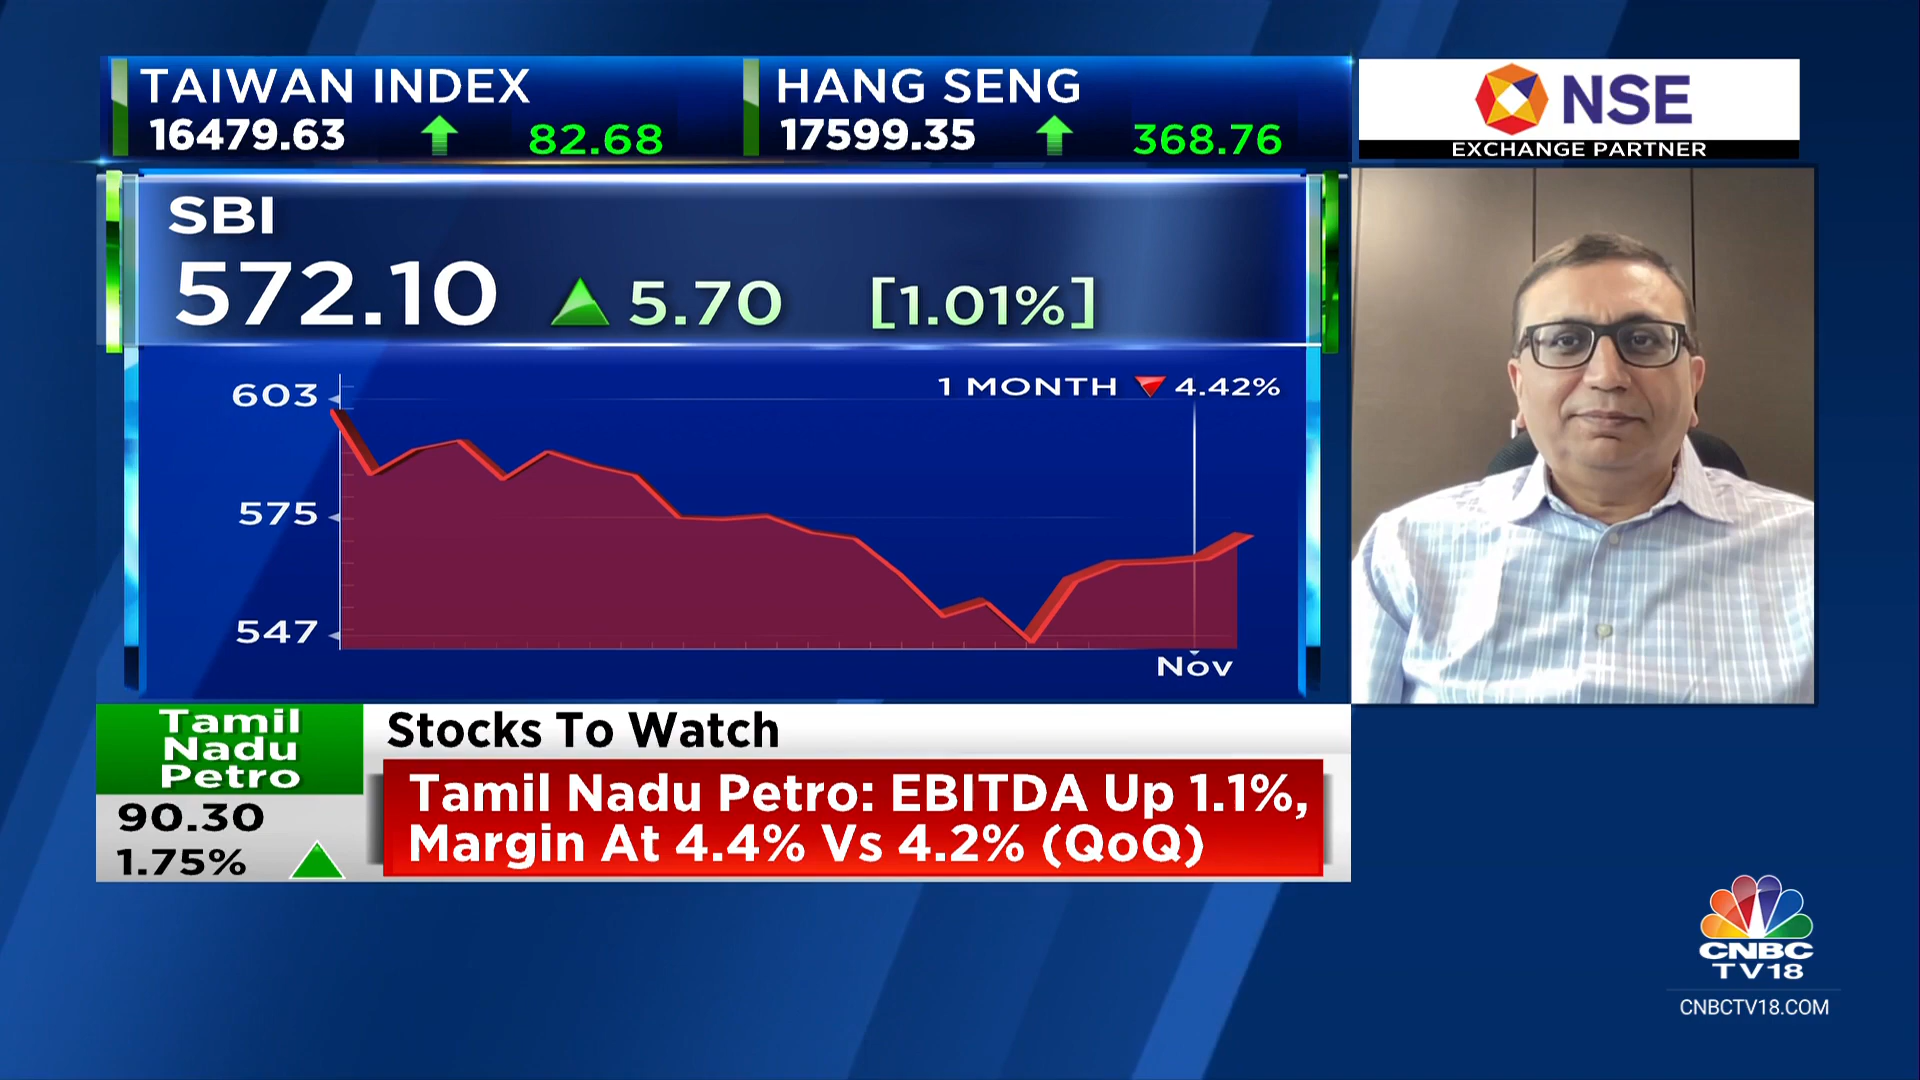 TAIWAN INDEX
16479.63 82.68
HANG SENG
17599.35 368.76
NSE
EXCHANGE PARTNER
SBI
572.10 5.70 [1.01%]
1 MONTH 4.42%
603
575
547
Nov
Tamil
Nadu
Petro
90.30
1.75%
Stocks To Watch
Tamil Nadu Petro: EBITDA Up 1.1%,
Margin At 4.4% Vs 4.2% (QoQ)
CNBC
TV18
CNBCTV18.COM